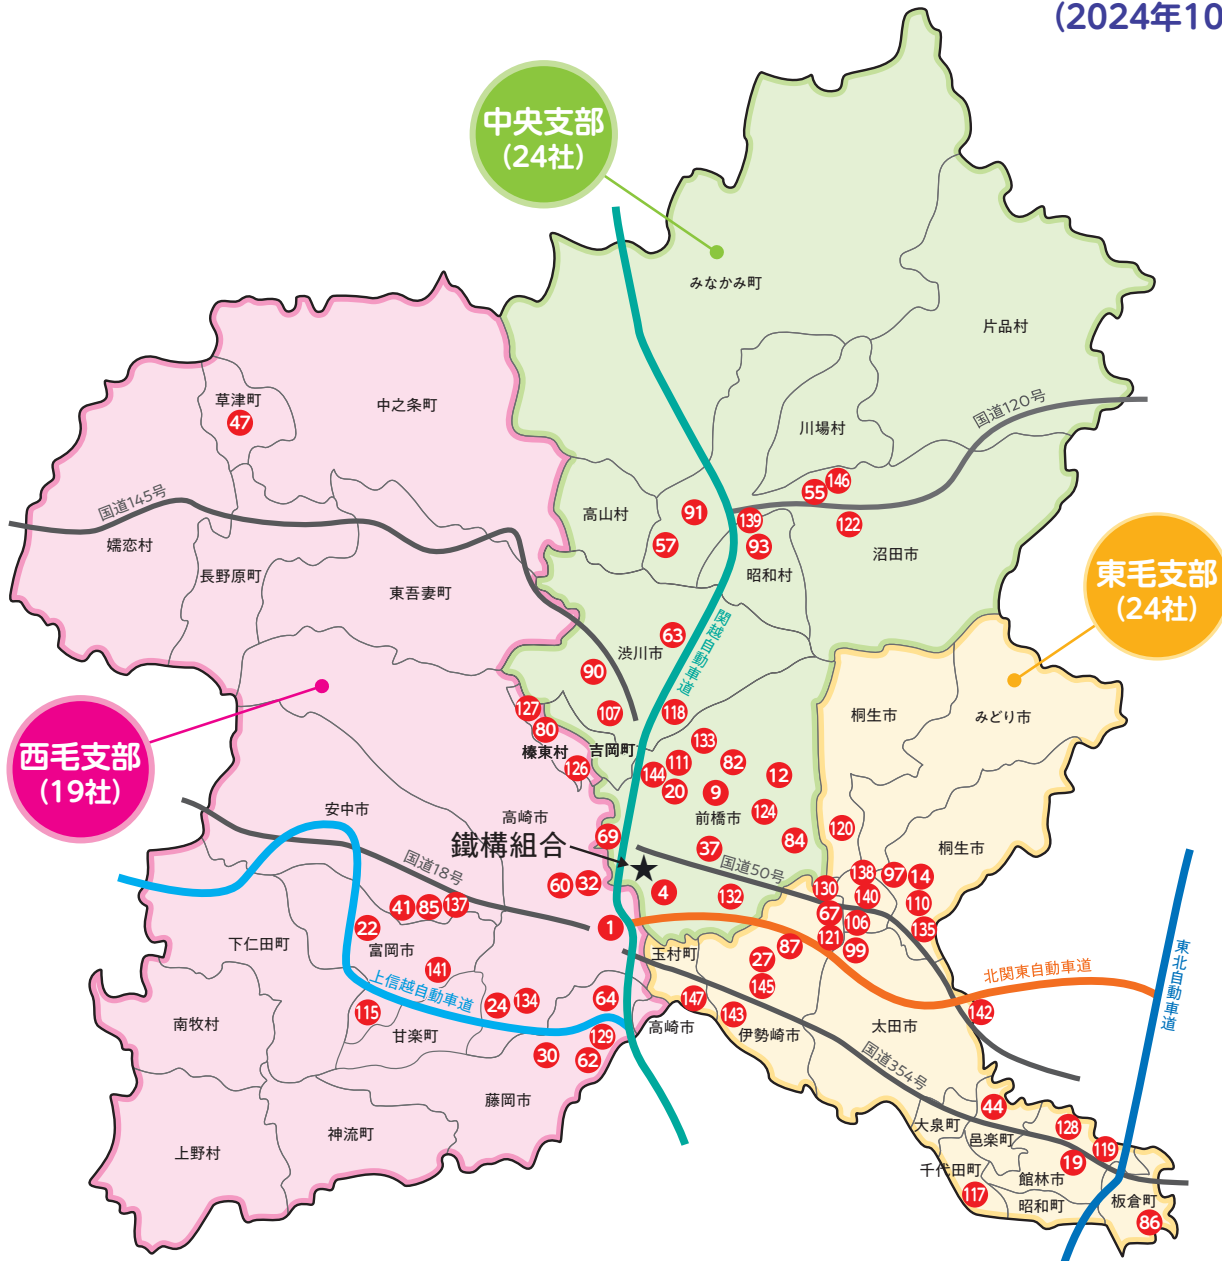 (2024年10
中央支部
(24社)
みなかみ町
片品村
草津町
47
中之条町
国道120号
川場村
146
55
国道145号
高山村
91
139
122
57
93
沼田市
嬬恋村
昭和村
長野原町
東吾妻町
東毛支部
(24社)
関越自動車道
63
渋川市
90
桐生市
みどり市
127
107
118
80
榛東村
吉岡町
133
西毛支部
(19社)
126
111
82
144
12
20
9
安中市
高崎市
前橋市
124
120
69
84
鐵構組合
37
桐生市
国道18号
国道50号
138
97
14
60
32
4
132
130
140
110
41
85
137
67
106
22
1
121
135
富岡市
下仁田町
玉村町
87
99
27
東北自動車道
141
北関東自動車道
上信越自動車道
145
24
134
64
147
115
143
142
南牧村
甘楽町
高崎市
伊勢崎市
太田市
129
30
62
国道354号
藤岡市
44
神流町
大泉町
邑楽町
128
上野村
119
19
千代田町
館林市
117
昭和町
板倉町
86